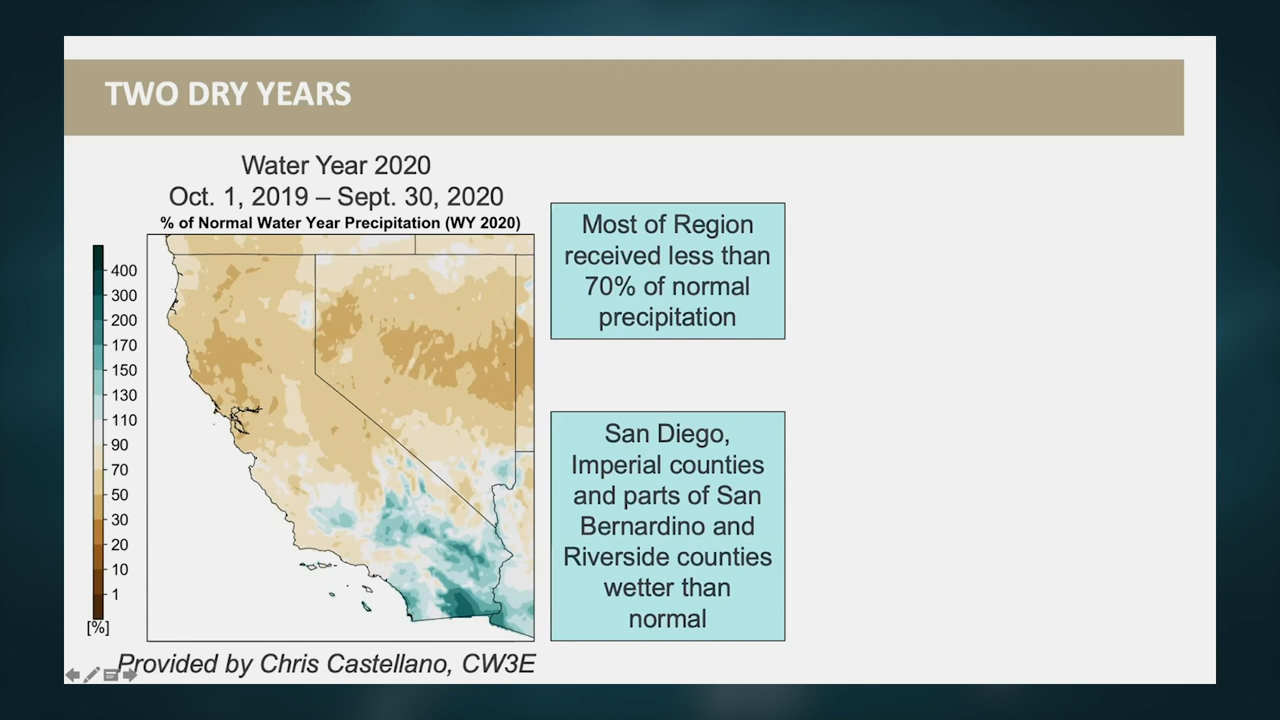 TWO DRY YEARS
Water Year 2020
Oct. 1, 2019 – Sept. 30, 2020
% of Normal Water Year Precipitation (WY 2020)
400
300
200
170
150
130
110
90
70
50
30
20
10
1
[%]
Most of Region
received less than
70% of normal
precipitation
San Diego,
Imperial counties
and parts of San
Bernardino and
Riverside counties
wetter than
normal
Provided by Chris Castellano, CW3E